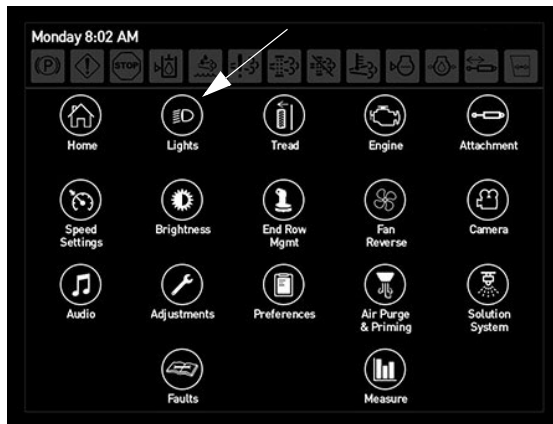 Monday 8:02 AM
(P) STOP
Home Lights Tread Engine Attachment
Speed Settings Brightness End Row Mgmt Fan Reverse Camera
Audio Adjustments Preferences Air Purge & Priming Solution System
Faults Measure